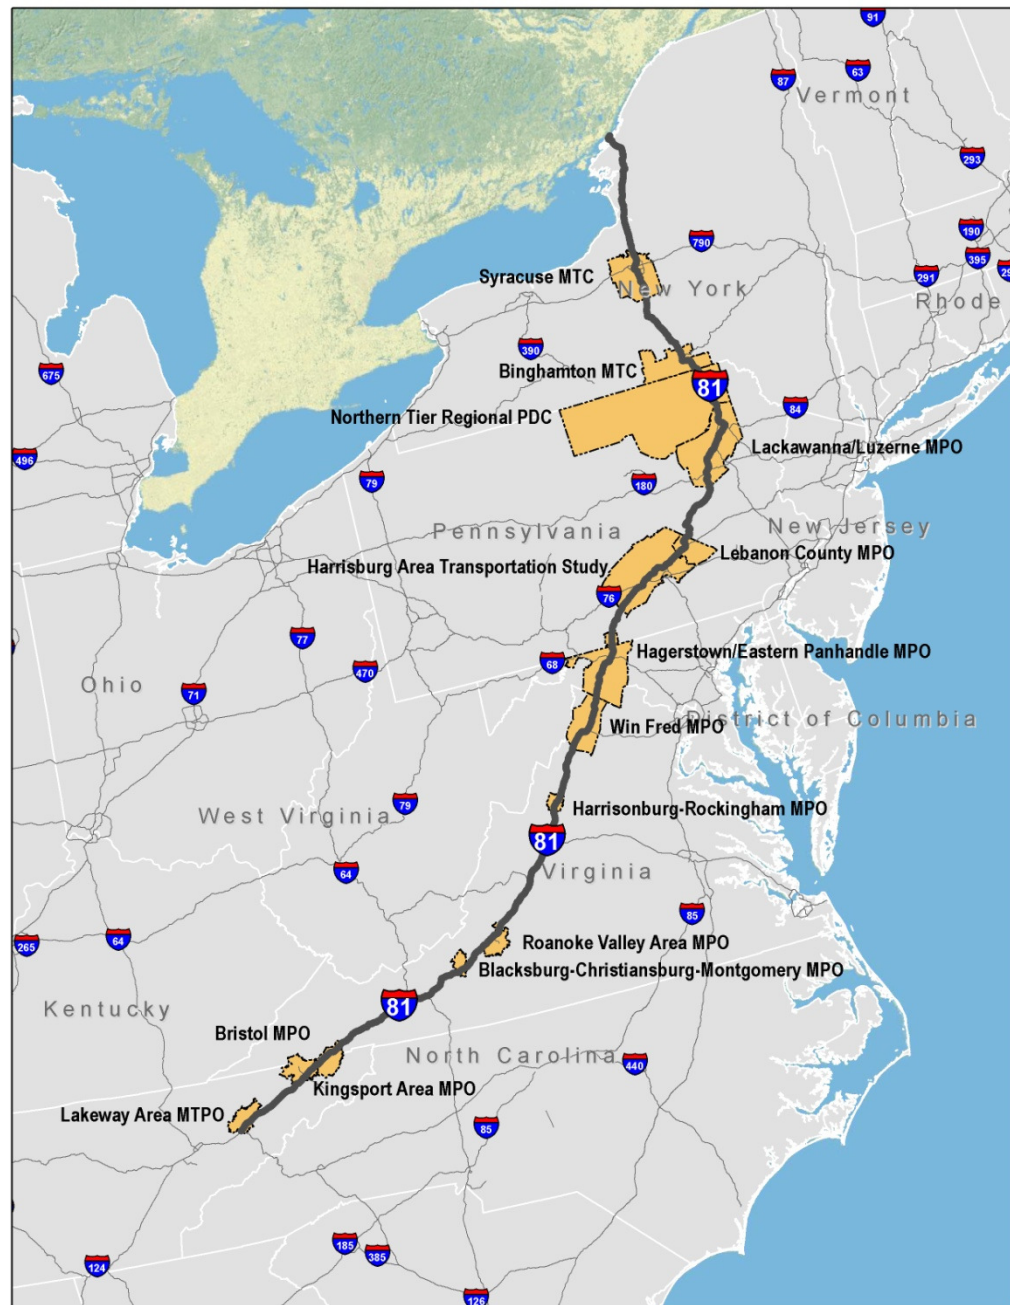 91
63
87
Vermont
293
190
790
395
291
Syracuse MTC
New York
Rhode
390
Binghamton MTC
675
81
84
Northern Tier Regional PDC
Lackawanna/Luzerne MPO
496
79
180
Pennsylvania
New Jersey
Lebanon County MPO
Harrisburg Area Transportation Study
76
77
Hagerstown/Eastern Panhandle MPO
68
470
Ohio
71
District of Columbia
Win Fred MPO
79
West Virginia
Harrisonburg-Rockingham MPO
81
64
Virginia
85
64
265
Roanoke Valley Area MPO
Blacksburg-Christiansburg-Montgomery MPO
81
Kentucky
Bristol MPO
North Carolina
440
Kingsport Area MPO
Lakeway Area MTPO
85
185
385
124
126